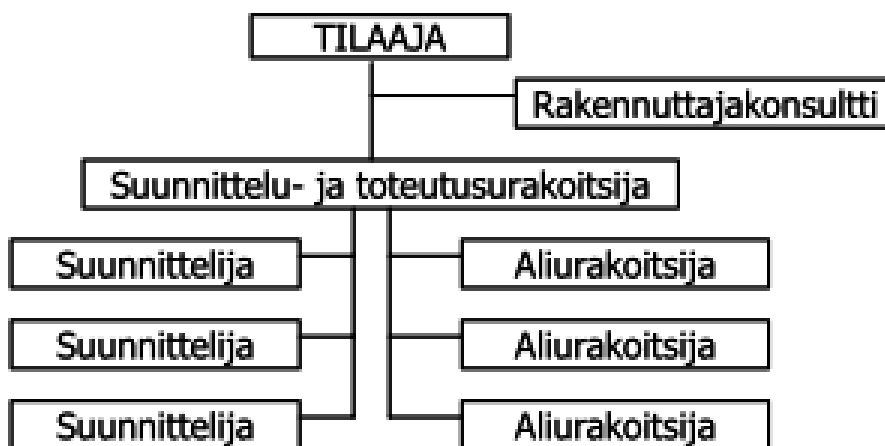 TILAAJA
Rakennuttajakonsultti
Suunnittelu- ja toteutusurakoitsija
Suunnittelija
Aliurakoitsija
Suunnittelija
Aliurakoitsija
Suunnittelija
Aliurakoitsija